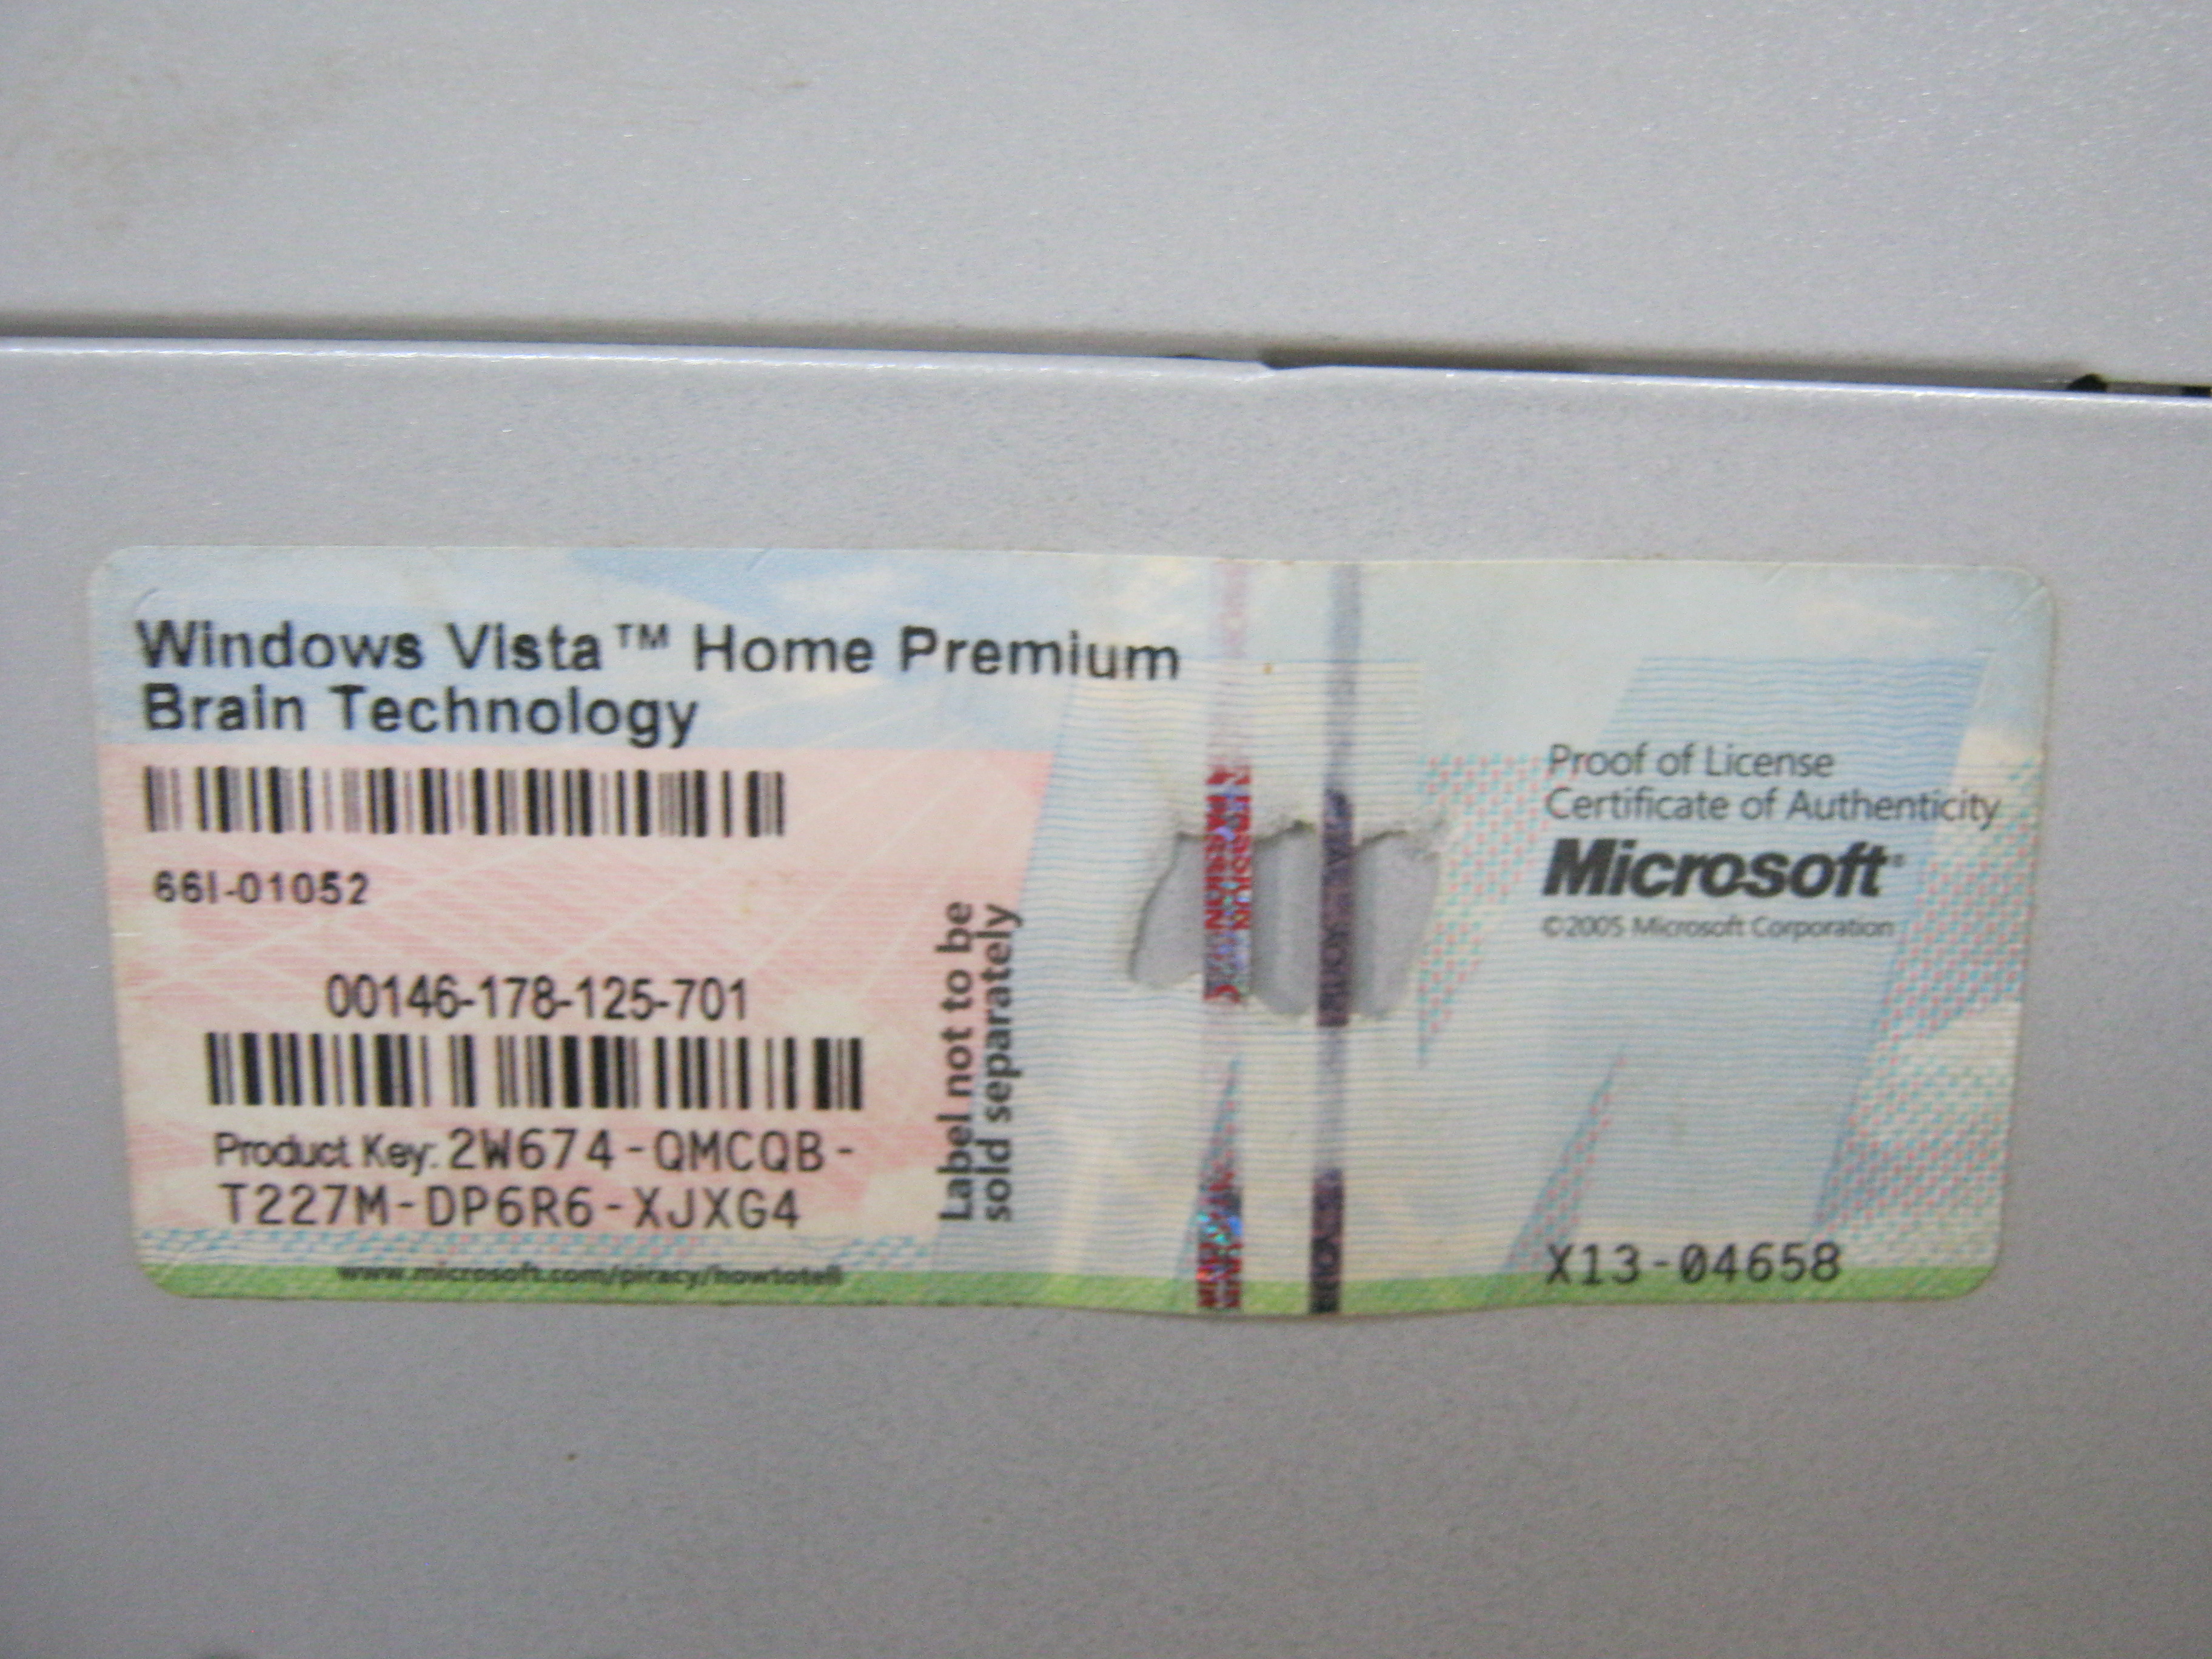 Windows Vista™ Home Premium
Brain Technology
66I-01052
00146-178-125-701
Product Key: 2W674-QMCQB-
T227M-DP6R6-XJXG4
www.microsoft.com/piracy/howtotell
Label not to be
sold separately
Proof of License
Certificate of Authenticity
Microsoft®
©2005 Microsoft Corporation
X13-04658